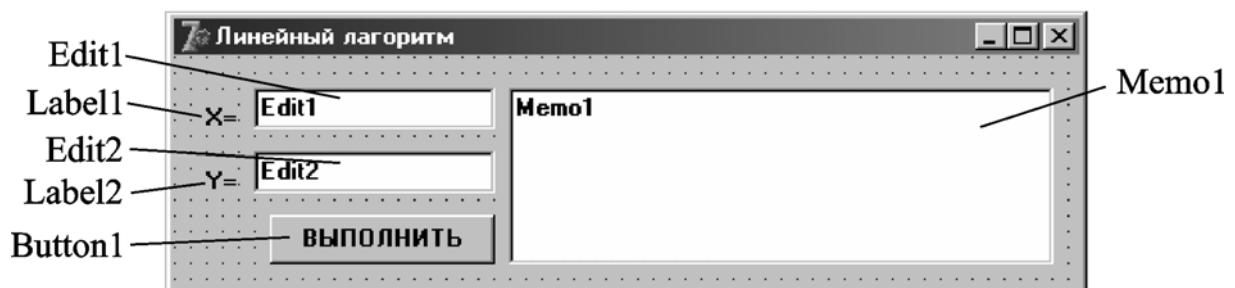 Линейный лагоритм
Edit1
Label1
Edit2
Label2
Button1
X=
Edit1
Y=
Edit2
ВЫПОЛНИТЬ
Memo1
Memo1